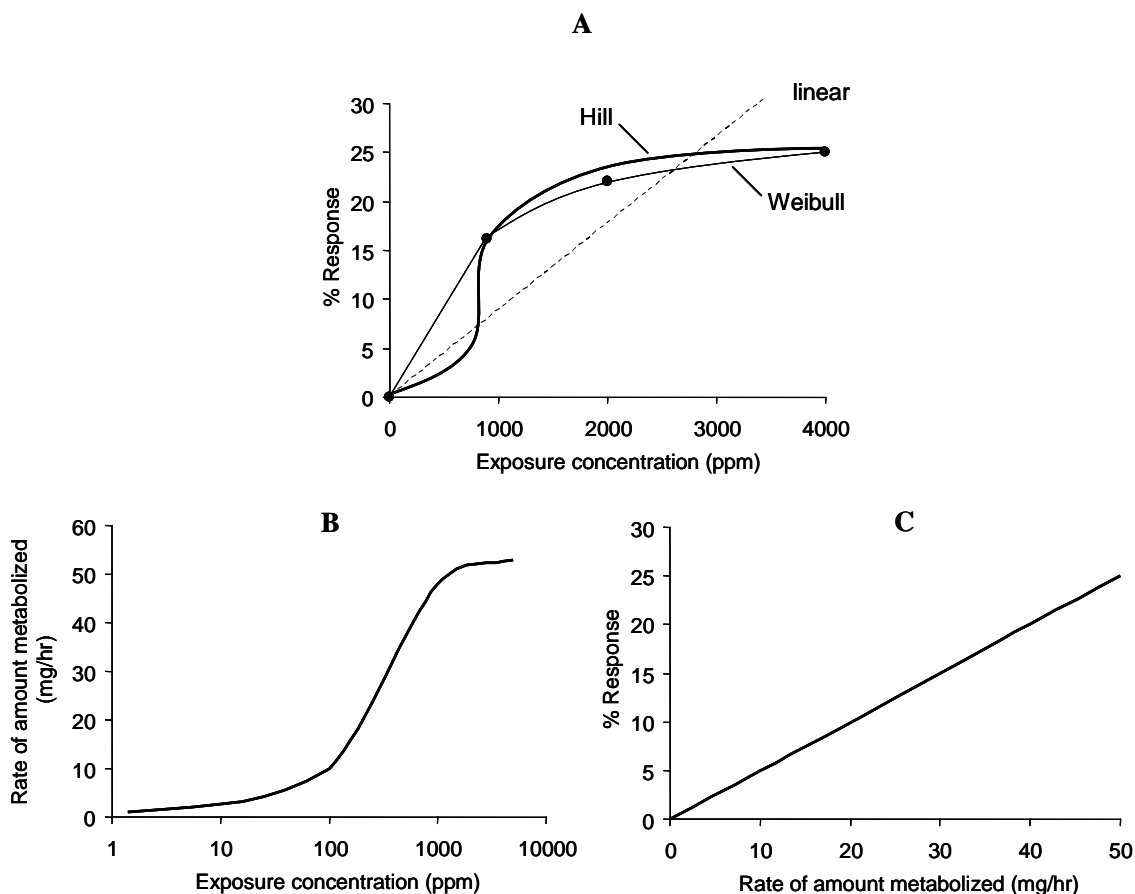 A
linear
Hill
Weibull
% Response
30
25
20
15
10
5
0
0 1000 2000 3000 4000
Exposure concentration (ppm)
B
Rate of amount metabolized
(mg/hr)
60
50
40
30
20
10
0
1 10 100 1000 10000
Exposure concentration (ppm)
C
% Response
30
25
20
15
10
5
0
0 10 20 30 40 50
Rate of amount metabolized (mg/hr)